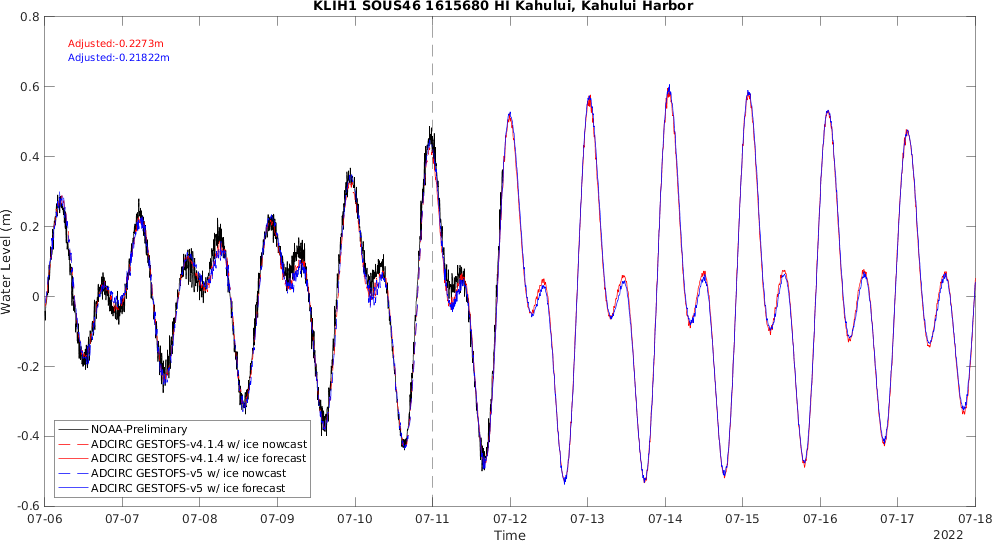 KLIH1 SOUS46 1615680 HI Kahului, Kahului Harbor
Adjusted:-0.2273m
Adjusted:-0.21822m
Water Level (m)
0.8
0.6
0.4
0.2
0
-0.2
-0.4
-0.6
NOAA-Preliminary
ADCIRC GESTOFS-v4.1.4 w/ ice nowcast
ADCIRC GESTOFS-v4.1.4 w/ ice forecast
ADCIRC GESTOFS-v5 w/ ice nowcast
ADCIRC GESTOFS-v5 w/ ice forecast
07-06 07-07 07-08 07-09 07-10 07-11 07-12 07-13 07-14 07-15 07-16 07-17 07-18
Time
2022